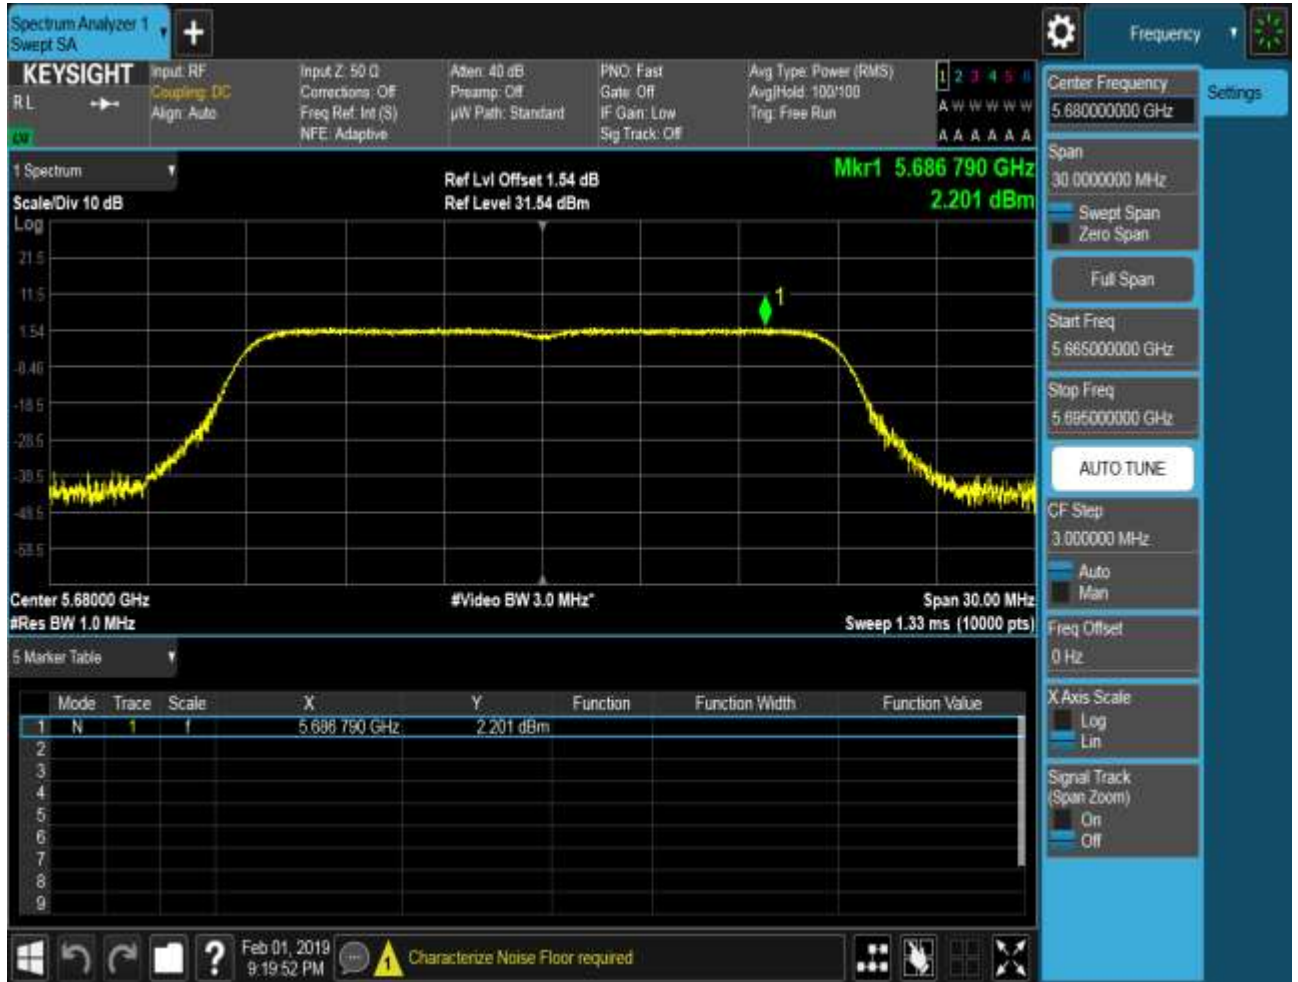 Spectrum Analyzer 1
Swept SA
+
Frequency
KEYSIGHT
RL
Input: RF
Coupling: DC
Align: Auto
Input Z: 50 Ω
Corrections: Off
Freq Ref: Int (S)
NFE: Adaptive
Atten: 40 dB
Preamp: Off
µW Path: Standard
PNO: Fast
Gate: Off
IF Gain: Low
Sig Track: Off
Avg Type: Power (RMS)
Avg|Hold: 100/100
Trig: Free Run
1 2 3 4 5 6
A W W W W W
A A A A A A
1 Spectrum
Scale/Div 10 dB
Log
Ref Lvl Offset 1.54 dB
Ref Level 31.54 dBm
Mkr1 5.686 790 GHz
2.201 dBm
21.5
11.5
1.54
-8.46
-18.5
-28.5
-38.5
-48.5
-58.5
1
Center 5.68000 GHz
#Res BW 1.0 MHz
#Video BW 3.0 MHz*
Span 30.00 MHz
Sweep 1.33 ms (10000 pts)
5 Marker Table
Mode Trace Scale X Y Function Function Width Function Value
1 N 1 f 5.686 790 GHz 2.201 dBm
2
3
4
5
6
7
8
9
Center Frequency
5.680000000 GHz
Settings
Span
30.0000000 MHz
Swept Span
Zero Span
Full Span
Start Freq
5.665000000 GHz
Stop Freq
5.695000000 GHz
AUTO TUNE
CF Step
3.000000 MHz
Auto
Man
Freq Offset
0 Hz
X Axis Scale
Log
Lin
Signal Track
(Span Zoom)
On
Off
?
Feb 01, 2019
9:19:52 PM
1
Characterize Noise Floor required